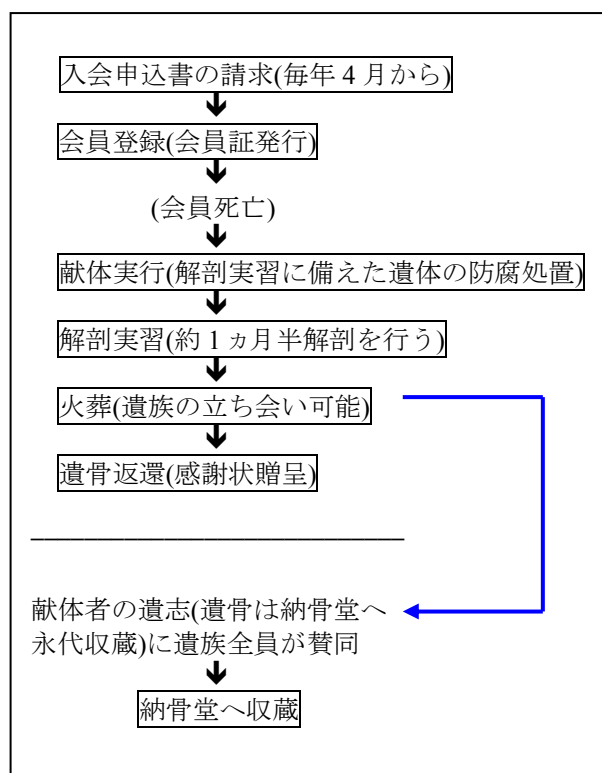 入会申込書の請求(毎年 4 月から)
会員登録(会員証発行)
(会員死亡)
献体実行(解剖実習に備えた遺体の防腐処置)
解剖実習(約 1 ヵ月半解剖を行う)
火葬(遺族の立ち会い可能)
遺骨返還(感謝状贈呈)
献体者の遺志(遺骨は納骨堂へ
永代収蔵)に遺族全員が賛同
納骨堂へ収蔵